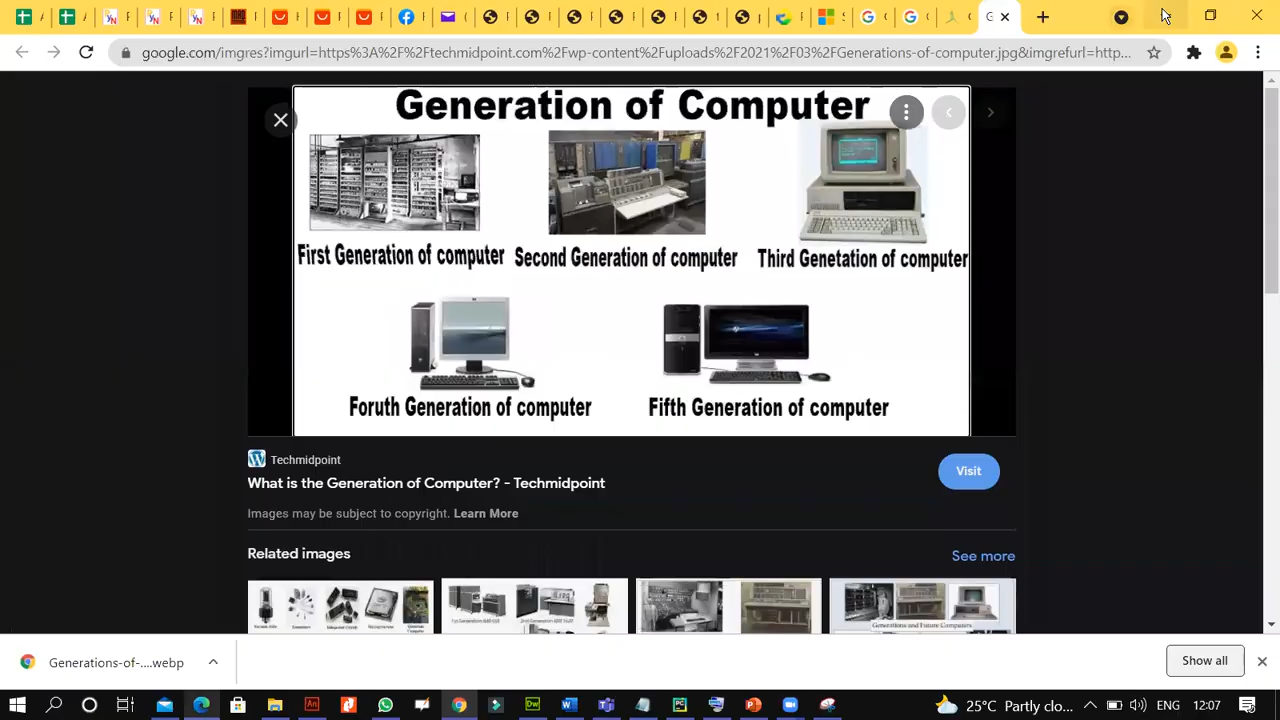 google.com/imgres?imgurl=https%3A%2F%2Ftechmidpoint.com%2Fwp-content%2Fuploads%2F2021%2F03%2FGenerations-of-computer.jpg&imgrefurl=http...
Generation of Computer
First Generation of computer
Second Generation of computer
Third Genetation of computer
Foruth Generation of computer
Fifth Generation of computer
Techmidpoint
What is the Generation of Computer? - Techmidpoint
Visit
Images may be subject to copyright. Learn More
Related images
See more
Generations and Future Computers
Generations-of-....webp
Show all
25°C Partly clo...
ENG
12:07